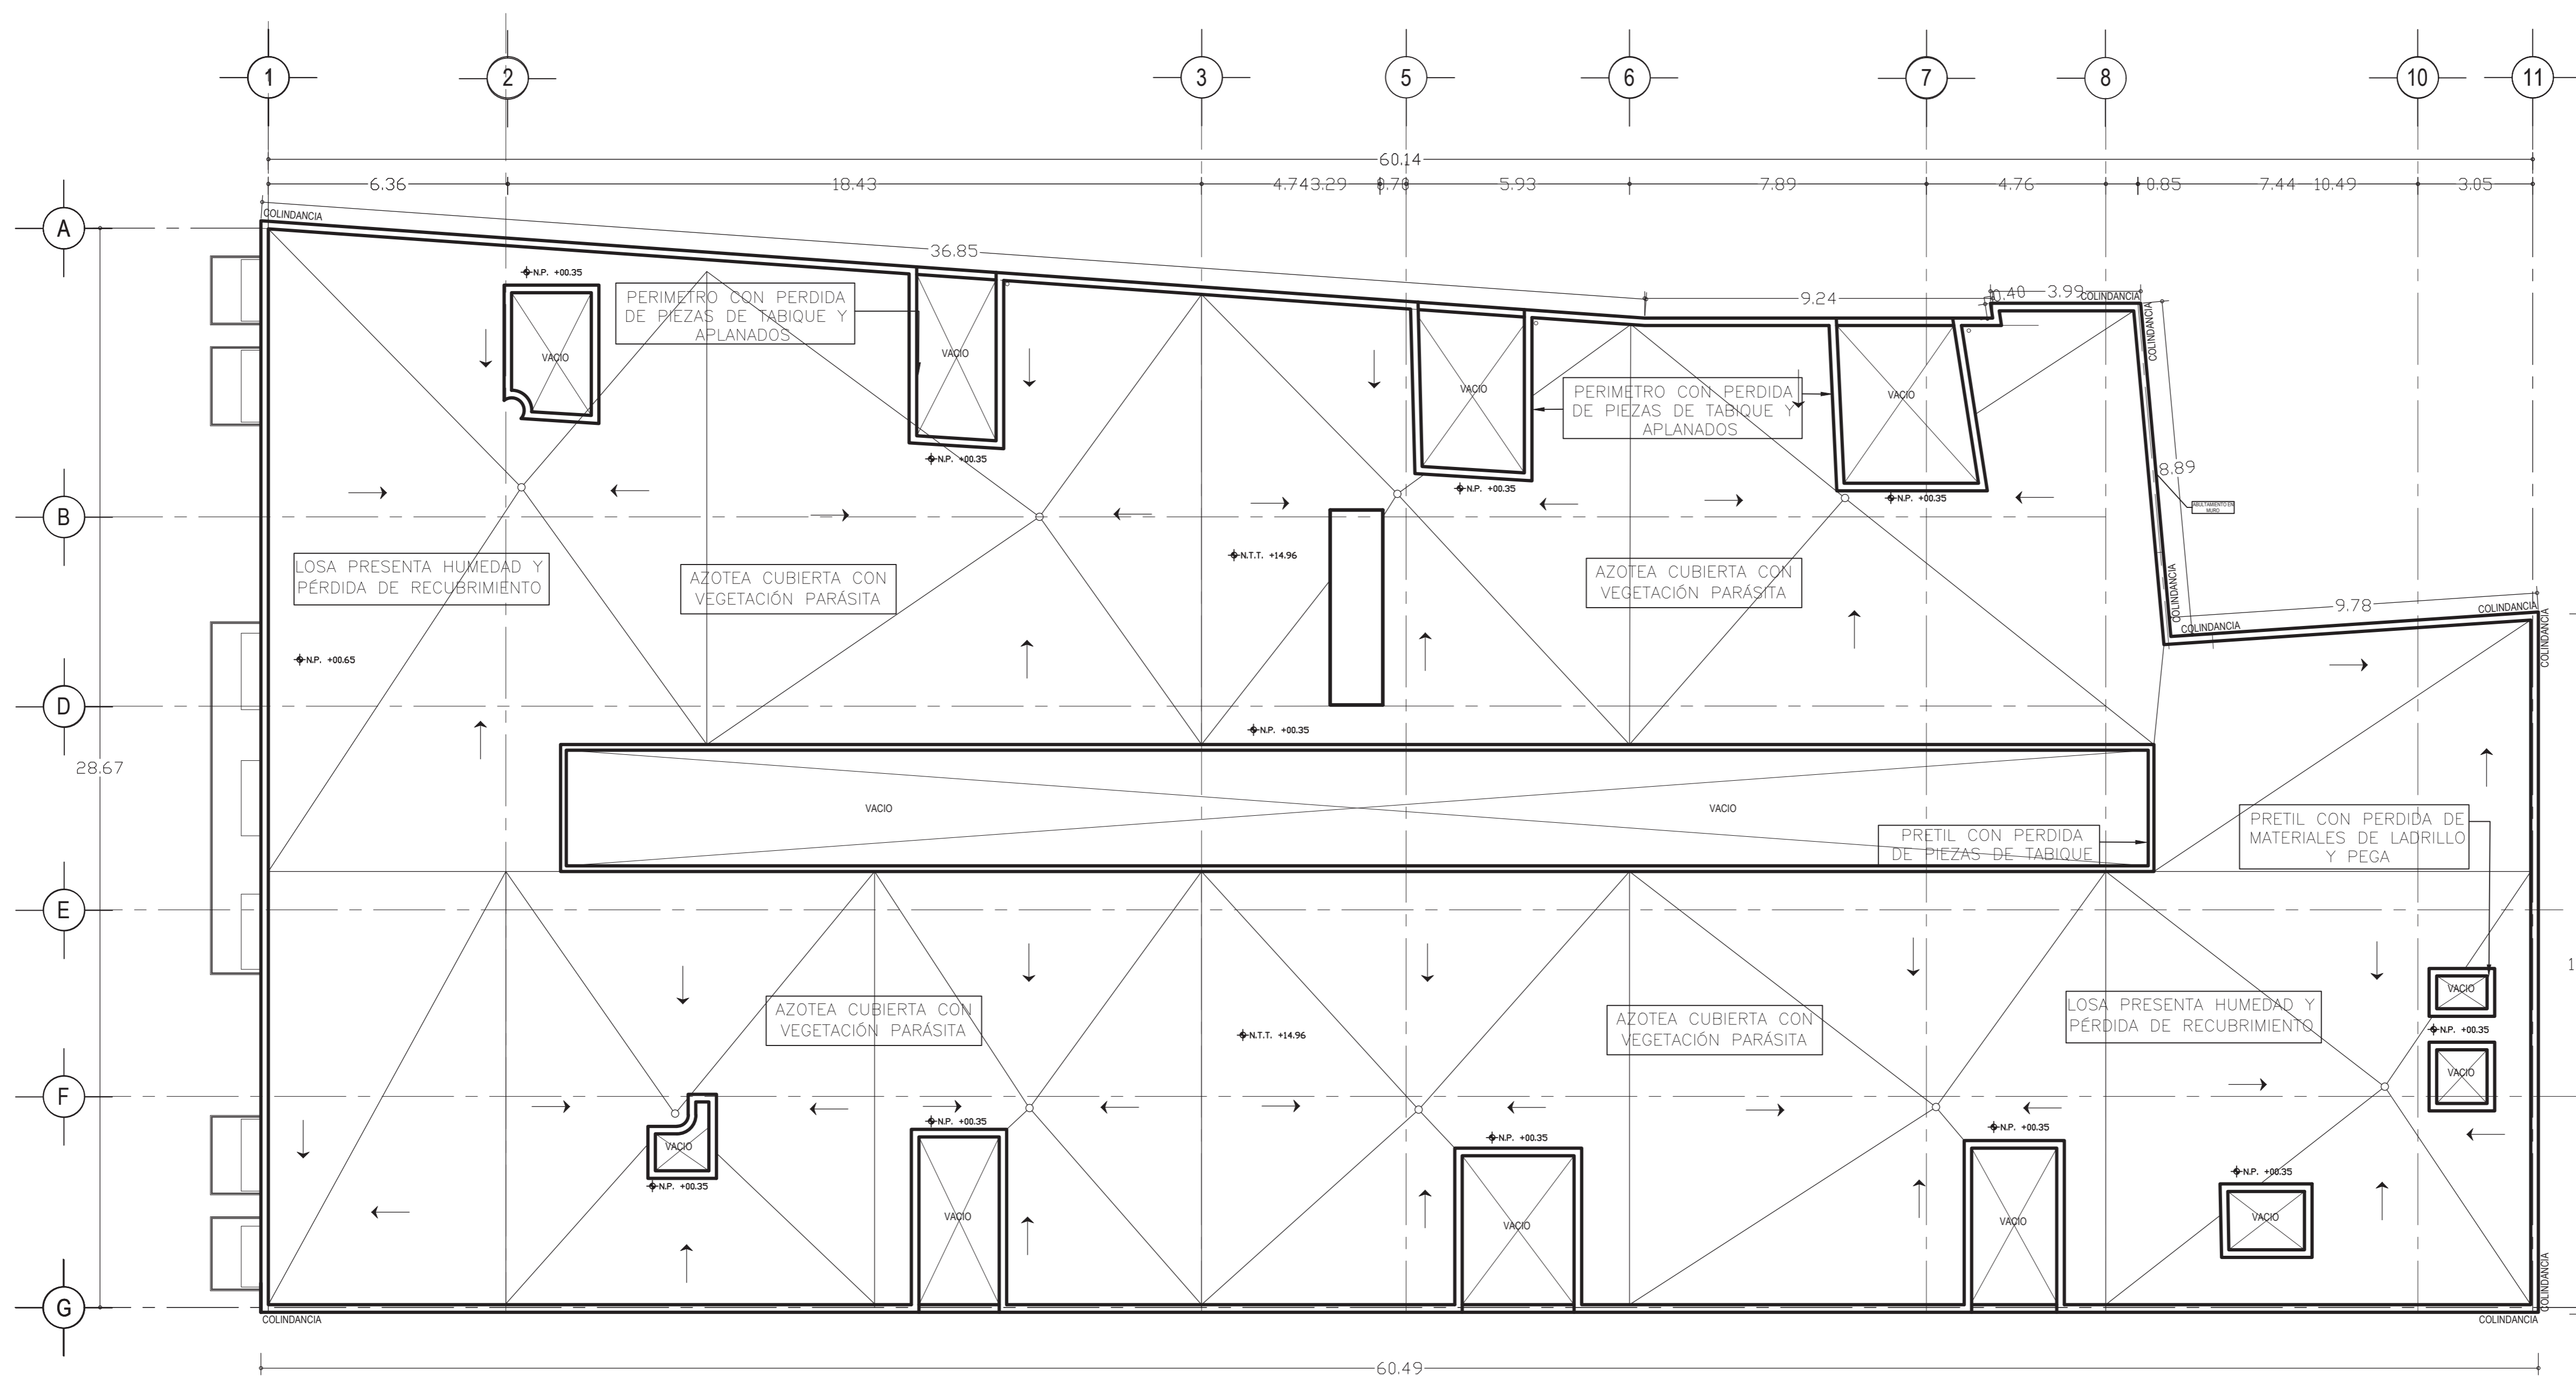 1
2
3
5
6
7
8
10
11
60.14
6.36
18.43
4.74
3.29
0.70
5.93
7.89
4.76
0.85
7.44
10.49
3.05
A
B
D
E
F
G
28.67
COLINDANCIA
36.85
9.24
0.40
3.99
COLINDANCIA
COLINDANCIA
N.P. +00.35
PERIMETRO CON PERDIDA
DE PIEZAS DE TABIQUE Y
APLANADOS
VACIO
VACIO
VACIO
VACIO
PERIMETRO CON PERDIDA
DE PIEZAS DE TABIQUE Y
APLANADOS
N.P. +00.35
N.P. +00.35
N.P. +00.35
8.89
ABULTAMIENTO EN
MURO
LOSA PRESENTA HUMEDAD Y
PÉRDIDA DE RECUBRIMIENTO
AZOTEA CUBIERTA CON
VEGETACIÓN PARÁSITA
N.T.T. +14.96
AZOTEA CUBIERTA CON
VEGETACIÓN PARÁSITA
COLINDANCIA
COLINDANCIA
9.78
COLINDANCIA
COLINDANCIA
N.P. +00.65
N.P. +00.35
VACIO
VACIO
PRETIL CON PERDIDA
DE PIEZAS DE TABIQUE
PRETIL CON PERDIDA DE
MATERIALES DE LADRILLO
Y PEGA
AZOTEA CUBIERTA CON
VEGETACIÓN PARÁSITA
N.T.T. +14.96
AZOTEA CUBIERTA CON
VEGETACIÓN PARÁSITA
LOSA PRESENTA HUMEDAD Y
PÉRDIDA DE RECUBRIMIENTO
VACIO
N.P. +00.35
VACIO
1
VACIO
N.P. +00.35
N.P. +00.35
VACIO
N.P. +00.35
VACIO
N.P. +00.35
VACIO
N.P. +00.35
VACIO
COLINDANCIA
COLINDANCIA
COLINDANCIA
60.49